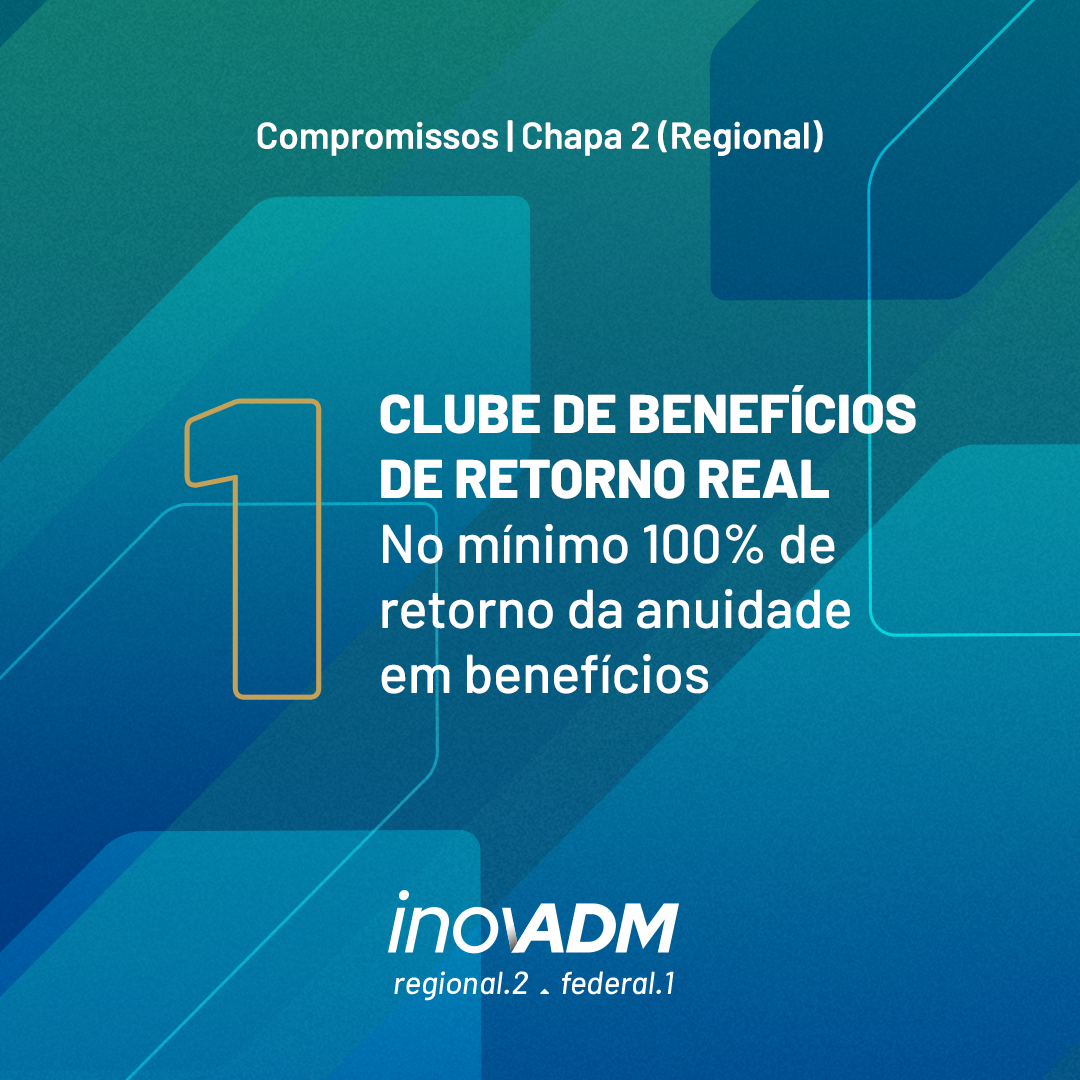 Compromissos | Chapa 2 (Regional)
1
CLUBE DE BENEFÍCIOS
DE RETORNO REAL
No mínimo 100% de
retorno da anuidade
em benefícios
inovADM
regional.2 . federal.1